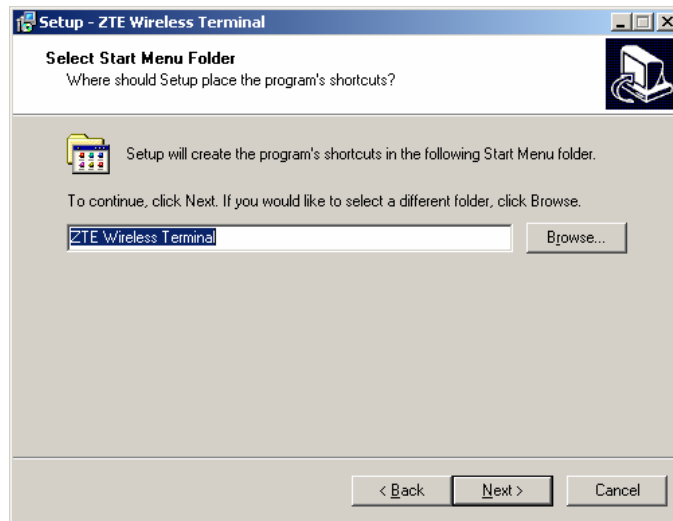 Setup - ZTE Wireless Terminal
Select Start Menu Folder
Where should Setup place the program's shortcuts?
Setup will create the program's shortcuts in the following Start Menu folder.
To continue, click Next. If you would like to select a different folder, click Browse.
ZTE Wireless Terminal
Browse...
< Back
Next >
Cancel